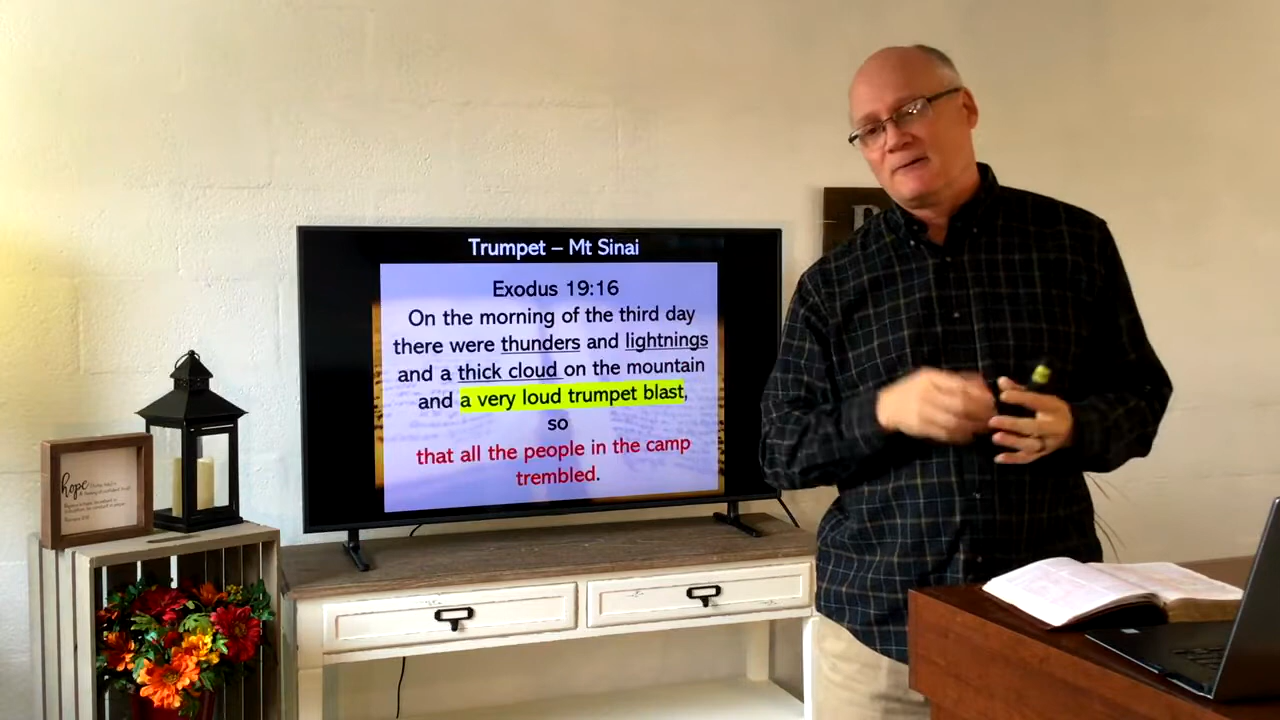 Trumpet – Mt Sinai
Exodus 19:16
On the morning of the third day
there were thunders and lightnings
and a thick cloud on the mountain
and a very loud trumpet blast,
so
that all the people in the camp
trembled.
hope